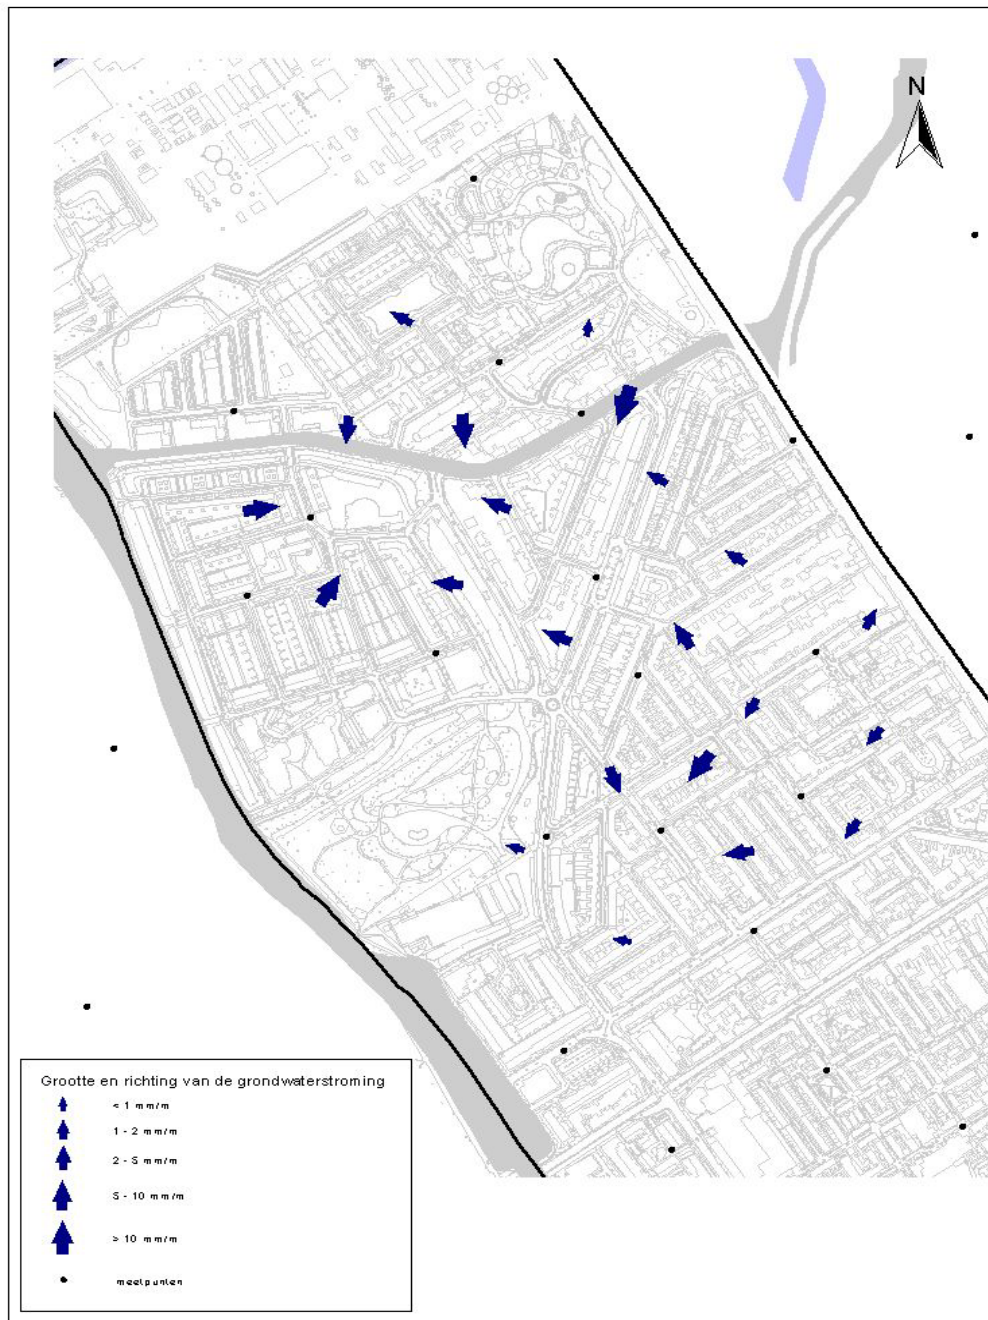 N
Grootte en richting van de grondwaterstroming
< 1 mm/m
1 - 2 mm/m
2 - 5 mm/m
5 - 10 mm/m
> 10 mm/m
meetpunten